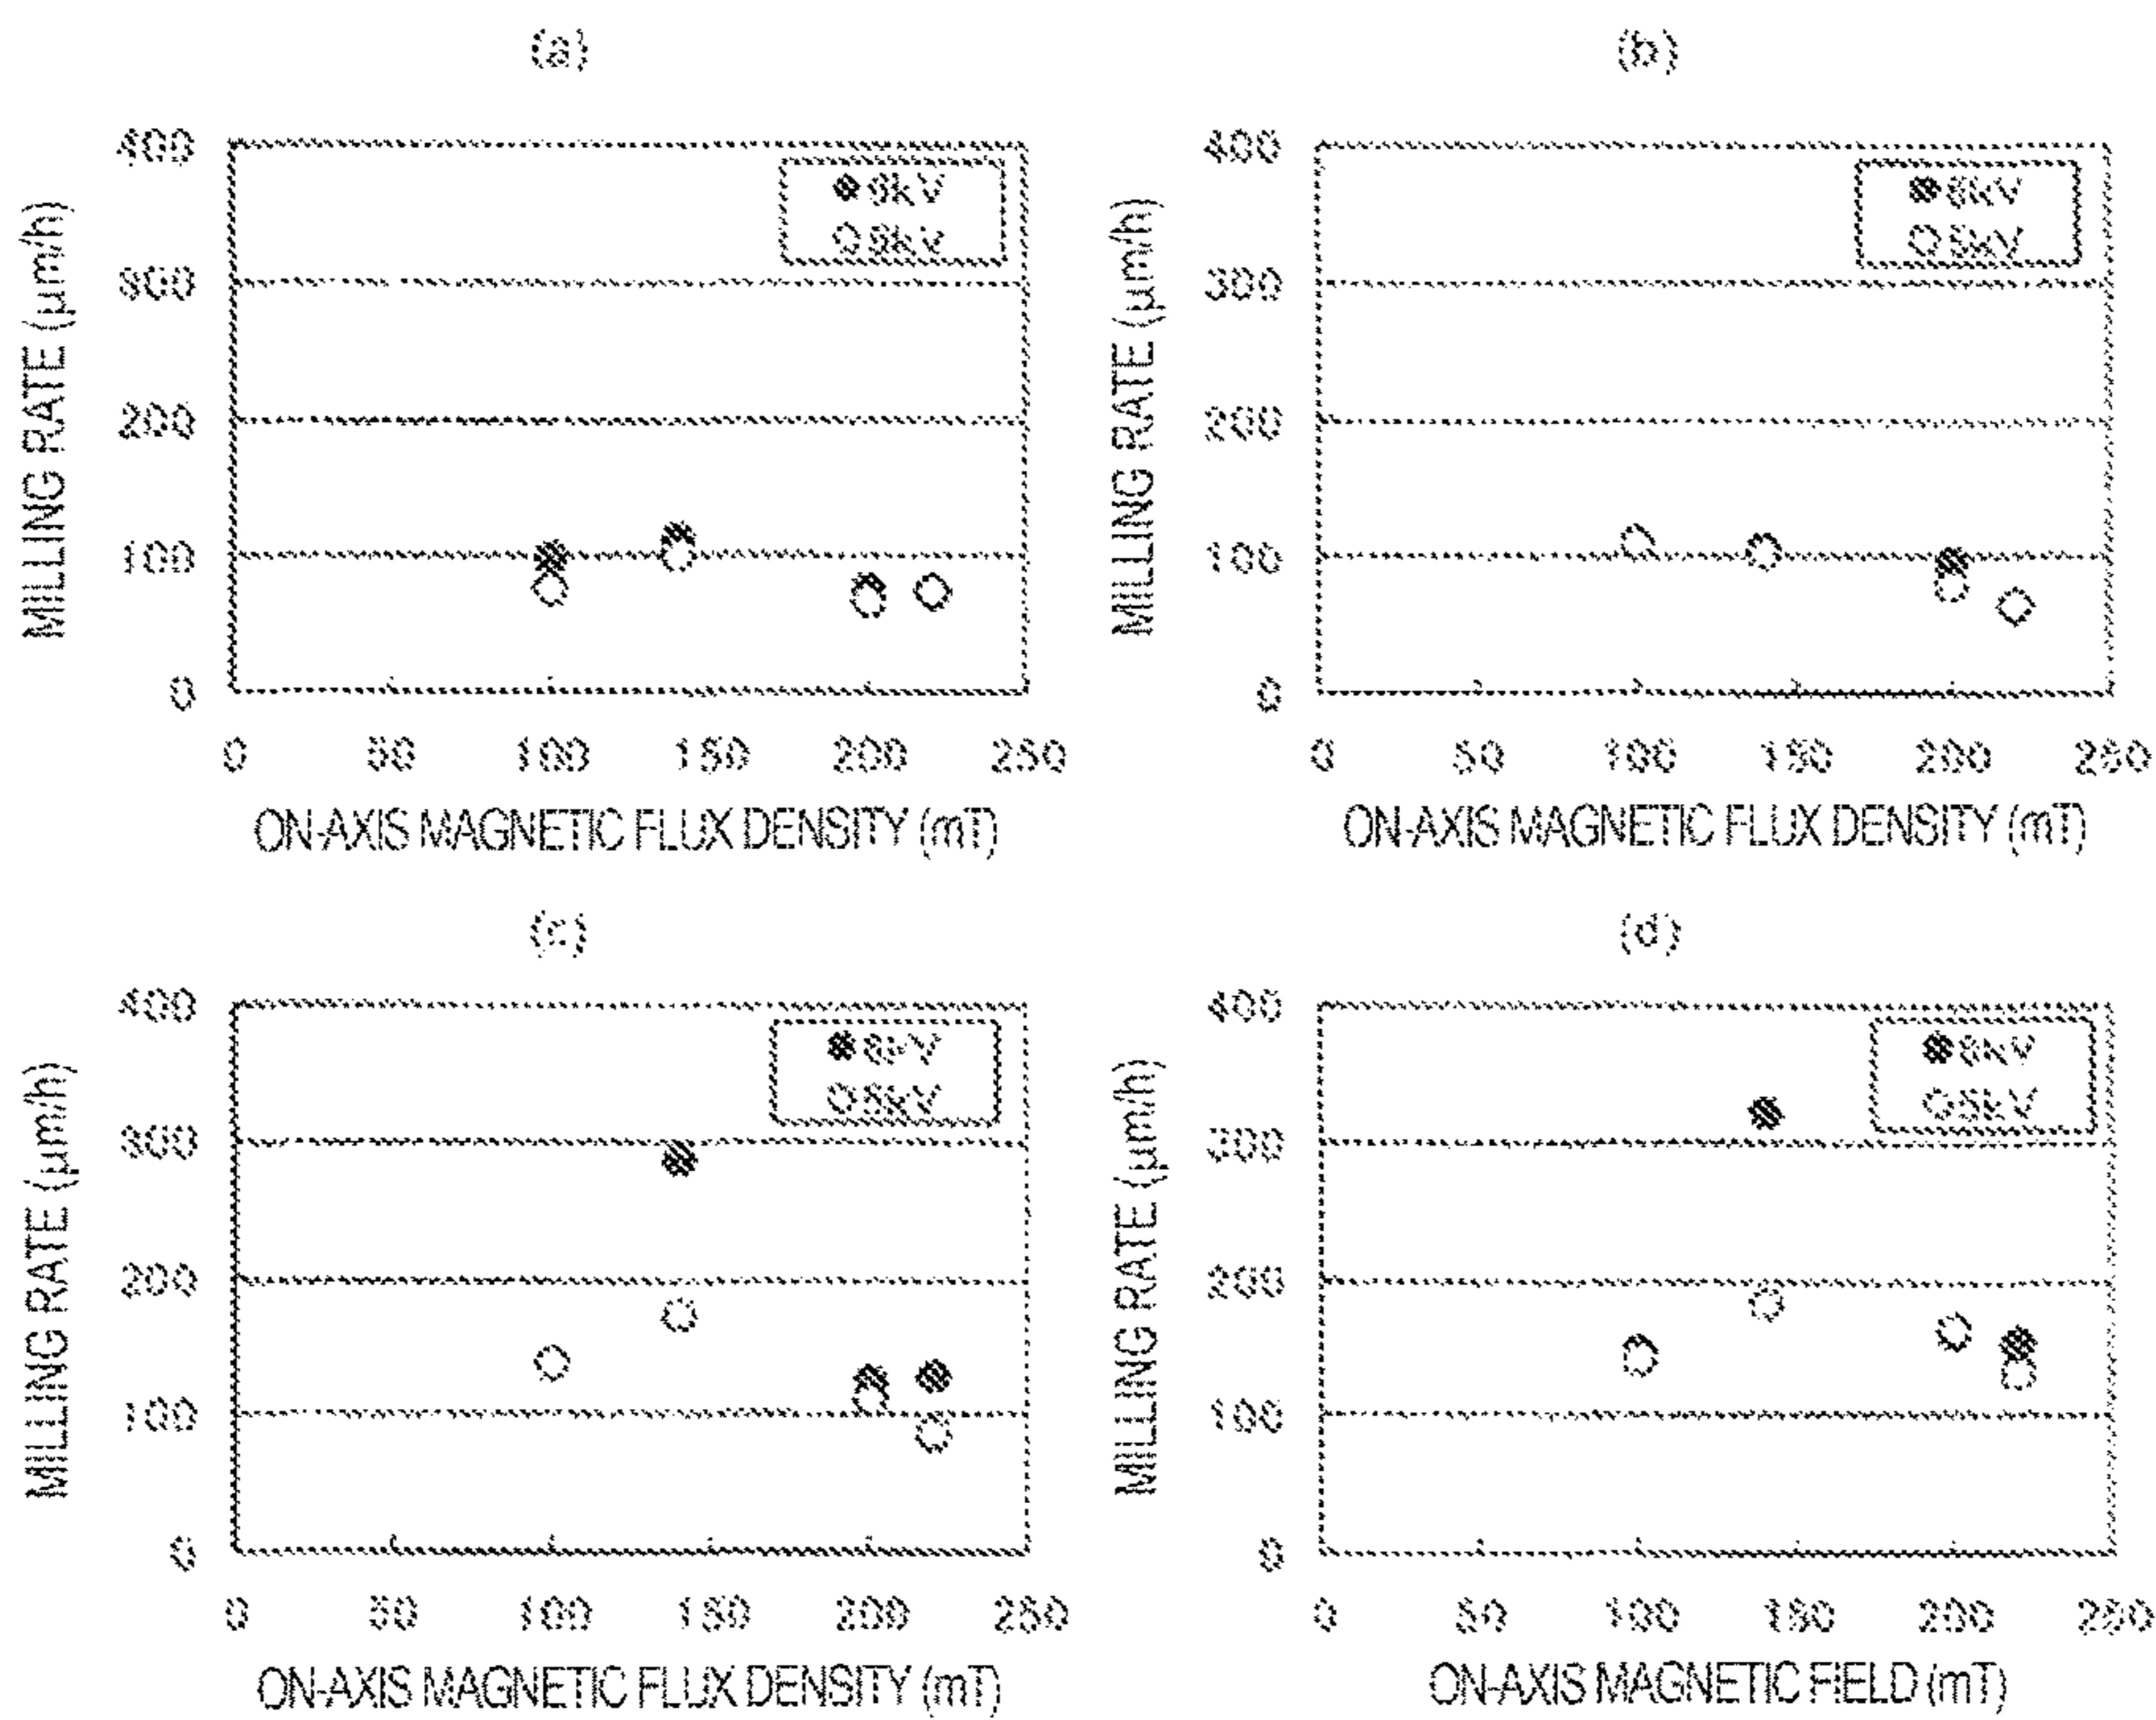 (a)
MILLING RATE (μm/h)
400
300
200
100
0
0 50 100 150 200 250
ON-AXIS MAGNETIC FLUX DENSITY (mT)
(b)
MILLING RATE (μm/h)
400
300
200
100
0
0 50 100 150 200 250
ON-AXIS MAGNETIC FLUX DENSITY (mT)
(c)
MILLING RATE (μm/h)
400
300
200
100
0
0 50 100 150 200 250
ON-AXIS MAGNETIC FLUX DENSITY (mT)
(d)
MILLING RATE (μm/h)
400
300
200
100
0
0 50 100 150 200 250
ON-AXIS MAGNETIC FIELD (mT)